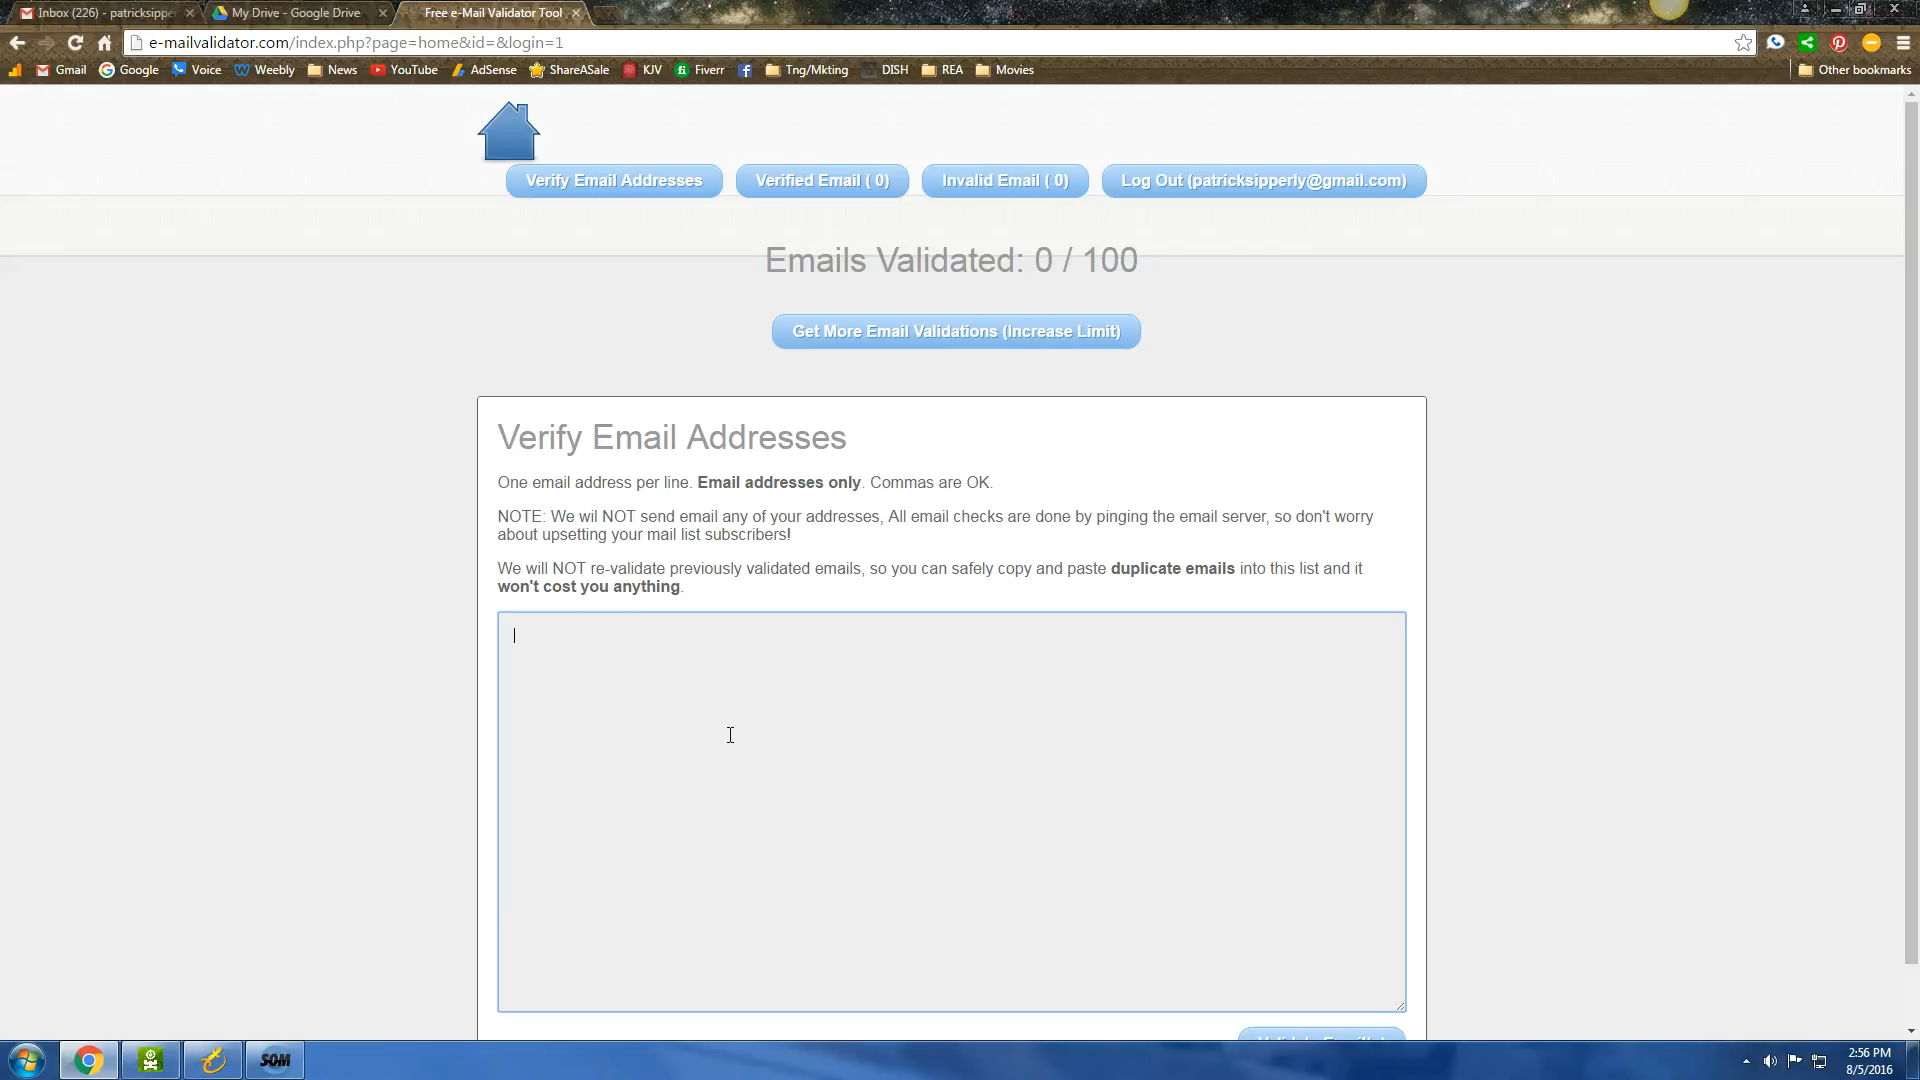 Inbox (226) - patricksippe
My Drive - Google Drive
Free e-Mail Validator Tool
e-mailvalidator.com/index.php?page=home&id=&login=1
Gmail Google Voice Weebly News YouTube AdSense ShareASale KJV Fiverr Tng/Mkting DISH REA Movies Other bookmarks
Verify Email Addresses
Verified Email ( 0)
Invalid Email ( 0)
Log Out (patricksipperly@gmail.com)
Emails Validated: 0 / 100
Get More Email Validations (Increase Limit)
Verify Email Addresses
One email address per line. Email addresses only. Commas are OK.
NOTE: We wil NOT send email any of your addresses, All email checks are done by pinging the email server, so don't worry
about upsetting your mail list subscribers!
We will NOT re-validate previously validated emails, so you can safely copy and paste duplicate emails into this list and it
won't cost you anything.
SOM
2:56 PM
8/5/2016